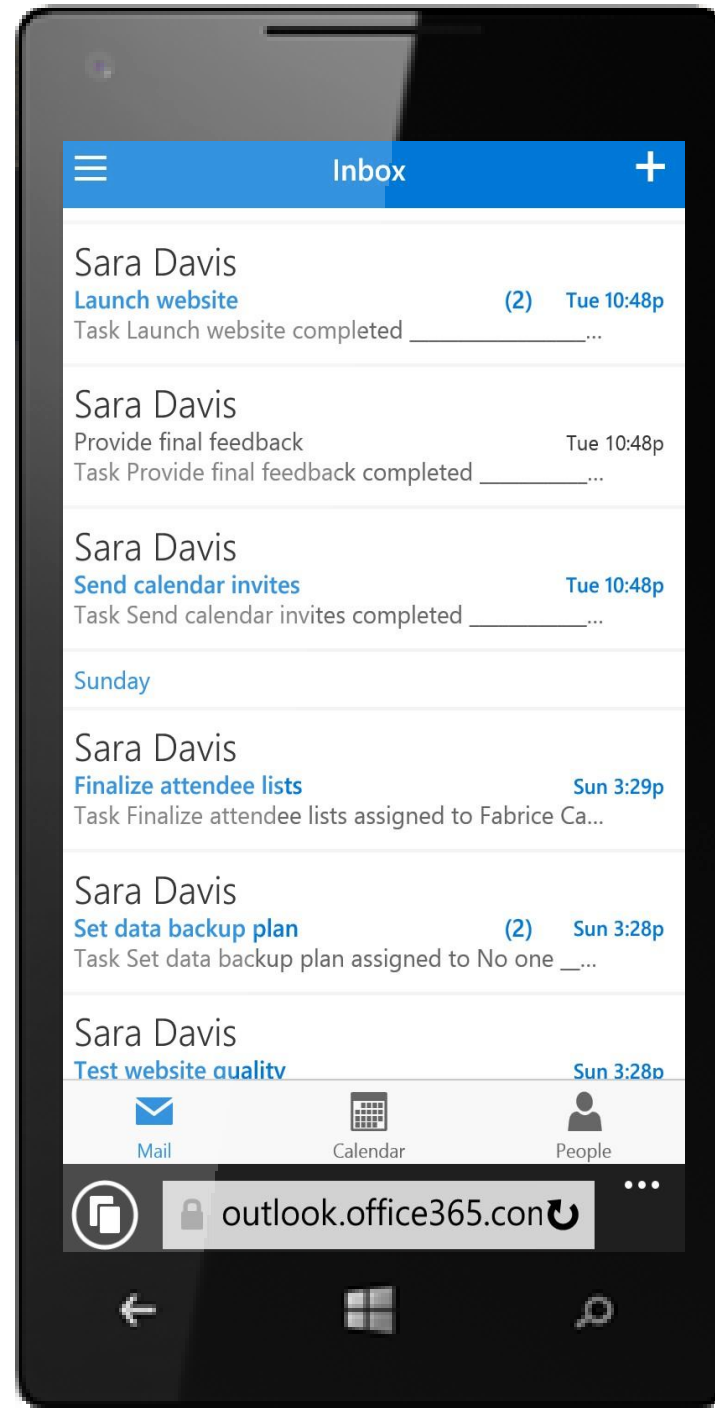 Inbox
Sara Davis
Launch website (2) Tue 10:48p
Task Launch website completed _______________...
Sara Davis
Provide final feedback Tue 10:48p
Task Provide final feedback completed _________...
Sara Davis
Send calendar invites Tue 10:48p
Task Send calendar invites completed __________...
Sunday
Sara Davis
Finalize attendee lists Sun 3:29p
Task Finalize attendee lists assigned to Fabrice Ca...
Sara Davis
Set data backup plan (2) Sun 3:28p
Task Set data backup plan assigned to No one __...
Sara Davis
Test website quality Sun 3:28p
Mail Calendar People
outlook.office365.con